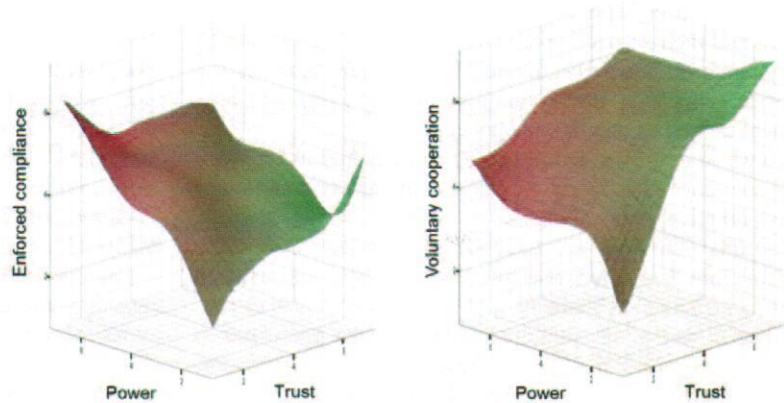 Enforced compliance
Power
Trust
Voluntary cooperation
Power
Trust